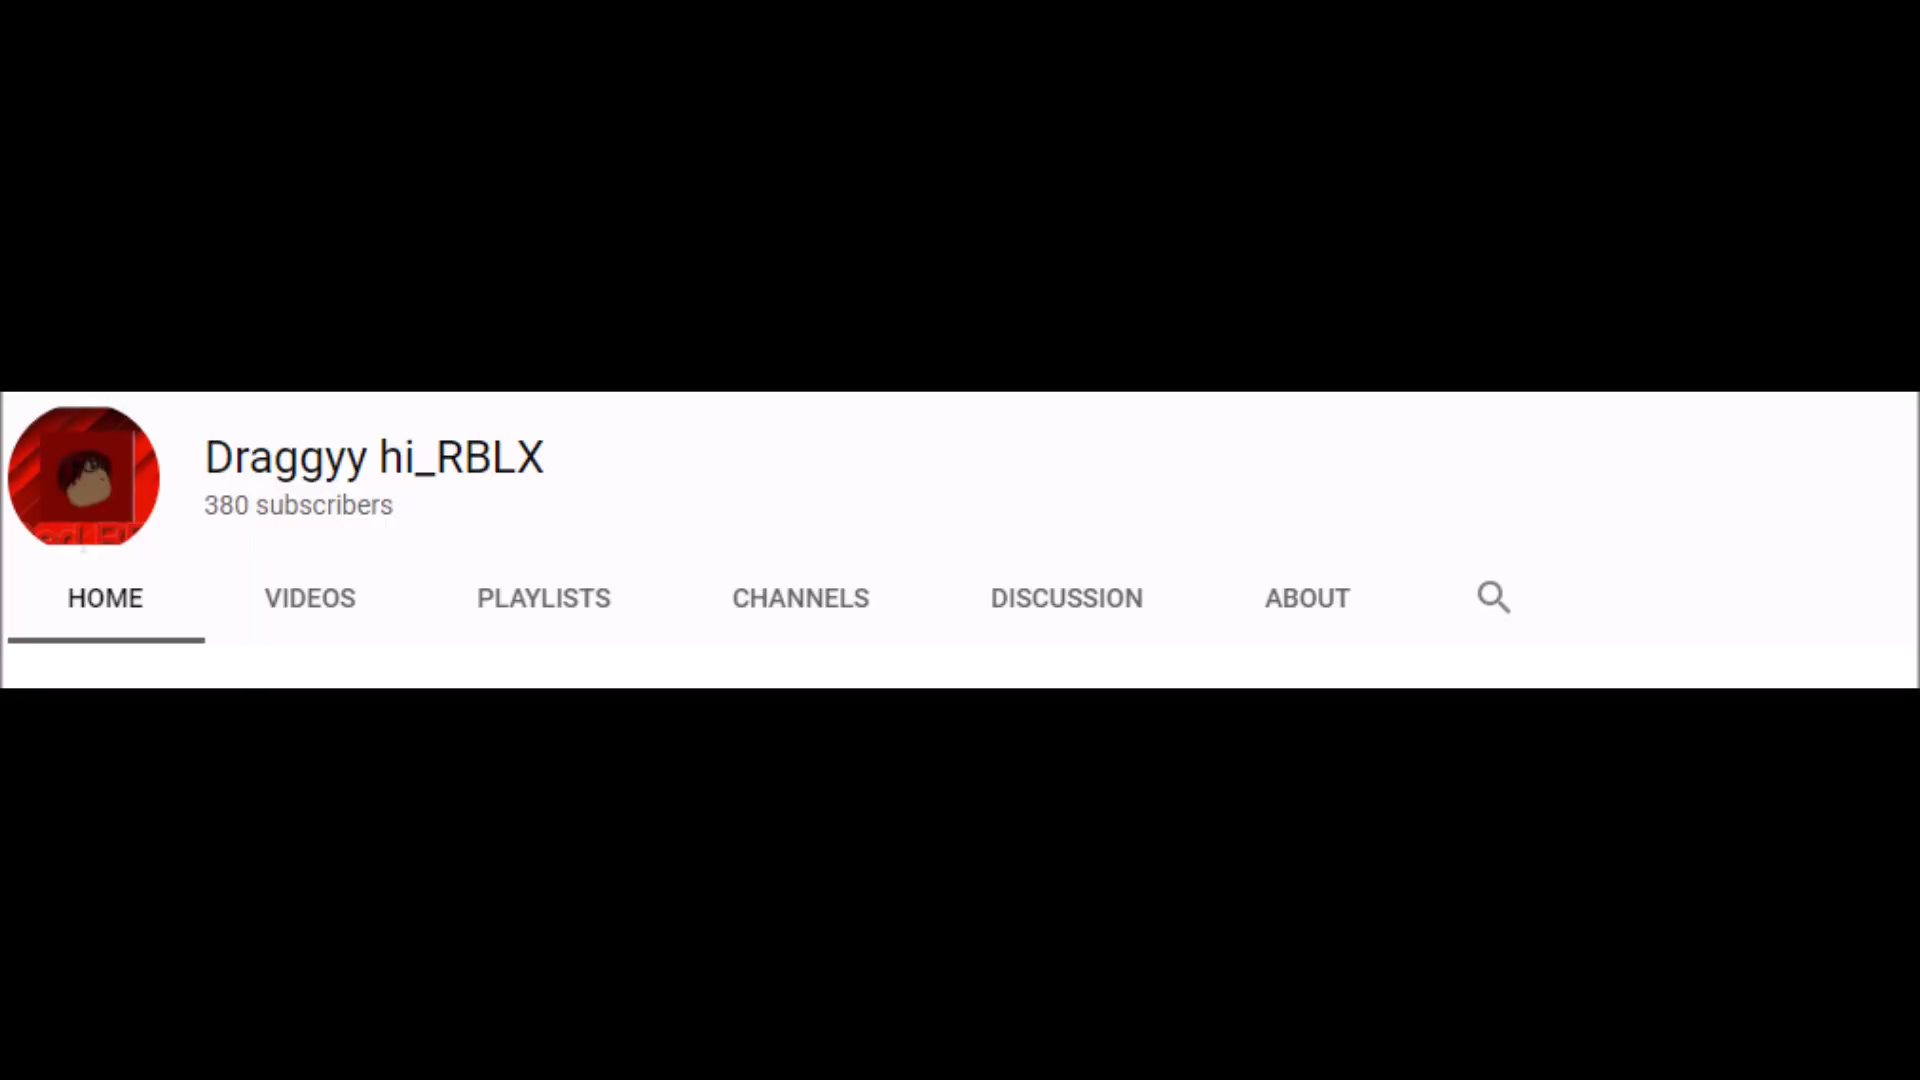 Draggyy hi_RBLX
380 subscribers
HOME VIDEOS PLAYLISTS CHANNELS DISCUSSION ABOUT